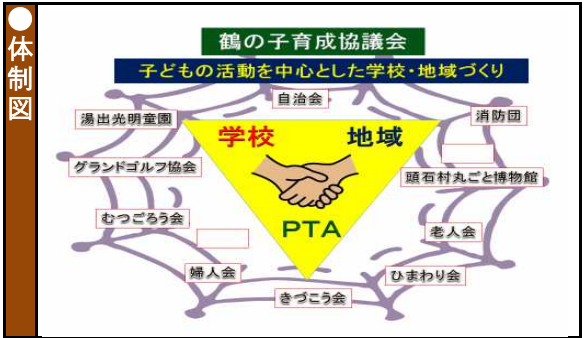 ●体制図
鶴の子育成協議会
子どもの活動を中心とした学校・地域づくり
自治会
湯出光明童園
消防団
学校
地域
グランドゴルフ協会
頭石村丸ごと博物館
むつごろう会
PTA
老人会
婦人会
ひまわり会
きづこう会